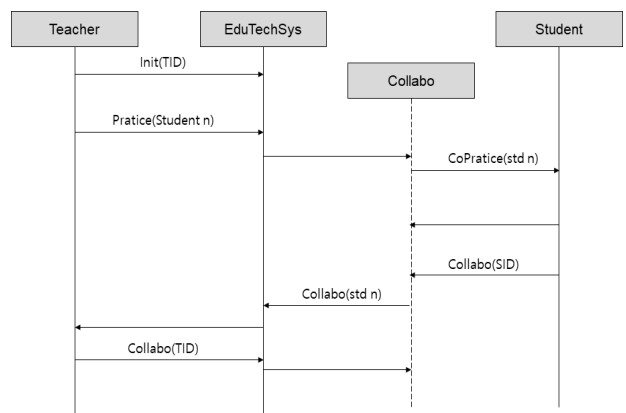 Teacher
EduTechSys
Student
Init(TID)
Collabo
Pratice(Student n)
CoPratice(std n)
Collabo(SID)
Collabo(std n)
Collabo(TID)